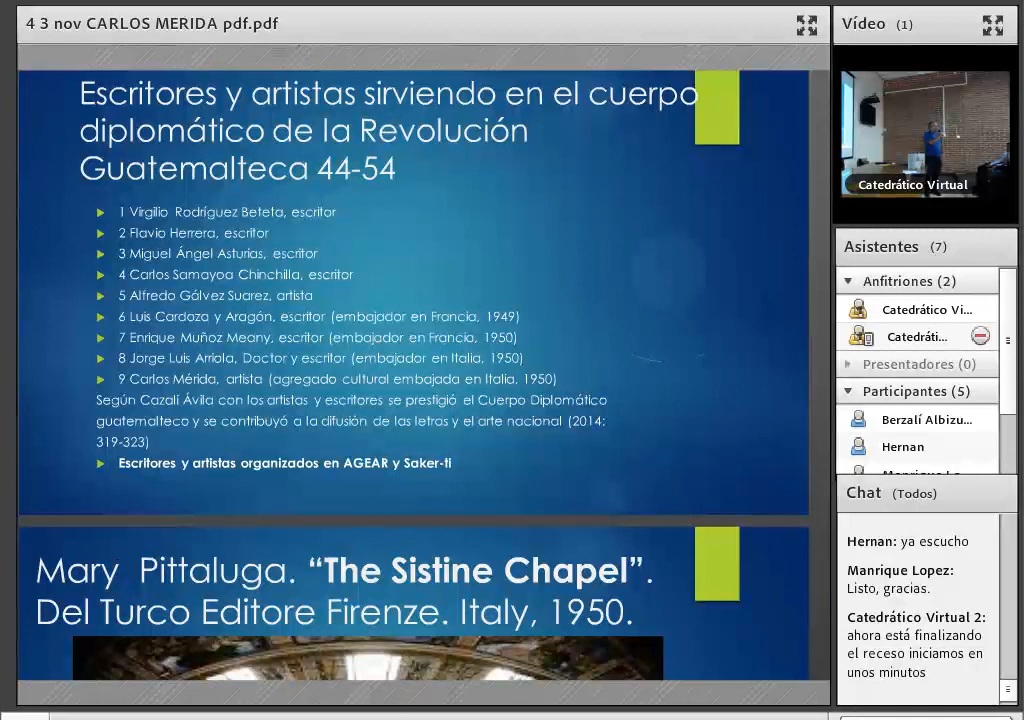 4 3 nov CARLOS MERIDA pdf.pdf
Escritores y artistas sirviendo en el cuerpo
diplomático de la Revolución
Guatemalteca 44-54
1 Virgilio Rodríguez Beteta, escritor
2 Flavio Herrera, escritor
3 Miguel Ángel Asturias, escritor
4 Carlos Samayoa Chinchilla, escritor
5 Alfredo Gálvez Suarez, artista
6 Luis Cardoza y Aragón, escritor (embajador en Francia, 1949)
7 Enrique Muñoz Meany, escritor (embajador en Francia, 1950)
8 Jorge Luis Arriola, Doctor y escritor (embajador en Italia, 1950)
9 Carlos Mérida, artista (agregado cultural embajada en Italia. 1950)
Según Cazali Ávila con los artistas y escritores se prestigió el Cuerpo Diplomático
guatemalteco y se contribuyó a la difusión de las letras y el arte nacional (2014:
319-323)
Escritores y artistas organizados en AGEAR y Saker-ti
Mary Pittaluga. “The Sistine Chapel”.
Del Turco Editore Firenze. Italy, 1950.
Vídeo (1)
Catedrático Virtual
Asistentes (7)
Anfitriones (2)
Catedrático Vi...
Catedráti...
Presentadores (0)
Participantes (5)
Berzalí Albizu...
Hernan
Chat (Todos)
Hernan: ya escucho
Manrique Lopez:
Listo, gracias.
Catedrático Virtual 2:
ahora está finalizando
el receso iniciamos en
unos minutos